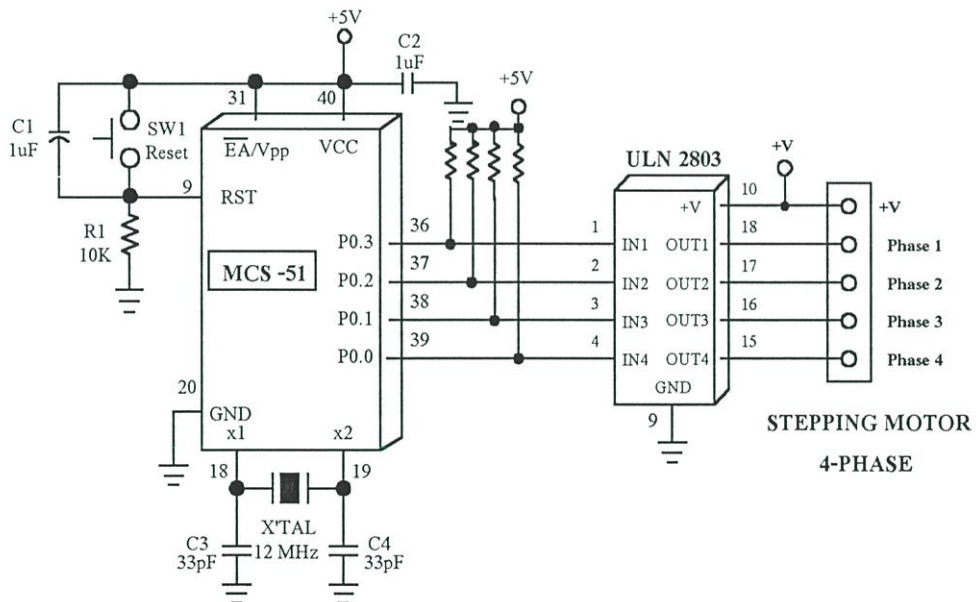 +5V
C2
1uF
+5V
31
40
C1
1uF
SW1
Reset
EA/Vpp
VCC
ULN 2803
+V
9
RST
10
+V
+V
R1
10K
36
P0.3
1
IN1
OUT1
18
Phase 1
MCS -51
37
P0.2
2
IN2
OUT2
17
Phase 2
38
P0.1
3
IN3
OUT3
16
Phase 3
39
P0.0
4
IN4
OUT4
15
Phase 4
20
GND
GND
9
x1
x2
18
19
STEPPING MOTOR
4-PHASE
X'TAL
12 MHz
C3
33pF
C4
33pF